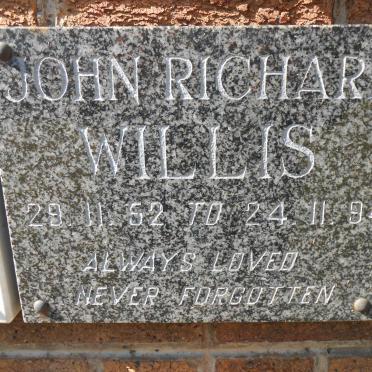 JOHN RICHAR
WILLIS
29 11 52 TO 24 11. 94
ALWAYS LOVED
NEVER FORGOTTEN